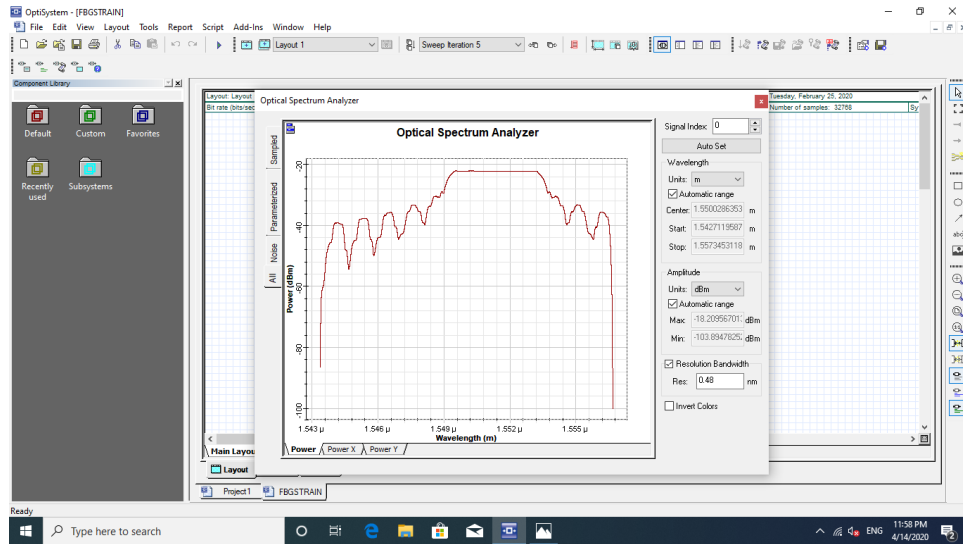 OptiSystem - [FBGSTRAIN]
File Edit View Layout Tools Report Script Add-Ins Window Help
Layout 1
Sweep Iteration 5
Component Library
Default
Custom
Favorites
Recently used
Subsystems
Layout: Layout
Bit rate (bits/sec
Tuesday, February 25, 2020
Number of samples: 32768
Sy
Optical Spectrum Analyzer
x
Optical Spectrum Analyzer
Sampled
Parameterized
Noise
All
Power (dBm)
-20
-40
-60
-80
-100
1.543 µ
1.546 µ
1.549 µ
1.552 µ
1.555 µ
Wavelength (m)
Power
Power X
Power Y
Signal Index: 0
Auto Set
Wavelength
Units: m
Automatic range
Center: 1.5500286353 m
Start: 1.5427119587 m
Stop: 1.5573453118 m
Amplitude
Units: dBm
Automatic range
Max: -18.20956701: dBm
Min: -103.8947825: dBm
Resolution Bandwidth
Res: 0.48 nm
Invert Colors
Main Layou
Layout
Project1
FBGSTRAIN
Ready
Type here to search
ENG
11:58 PM
4/14/2020